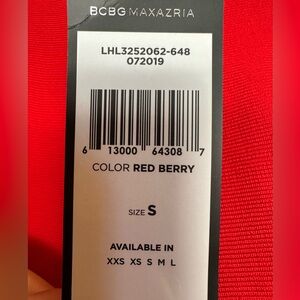 BCBGMAXAZRIA
LHL3252062-648
072019
6 13000 64308 7
COLOR RED BERRY
SIZE S
AVAILABLE IN
XXS XS S M L